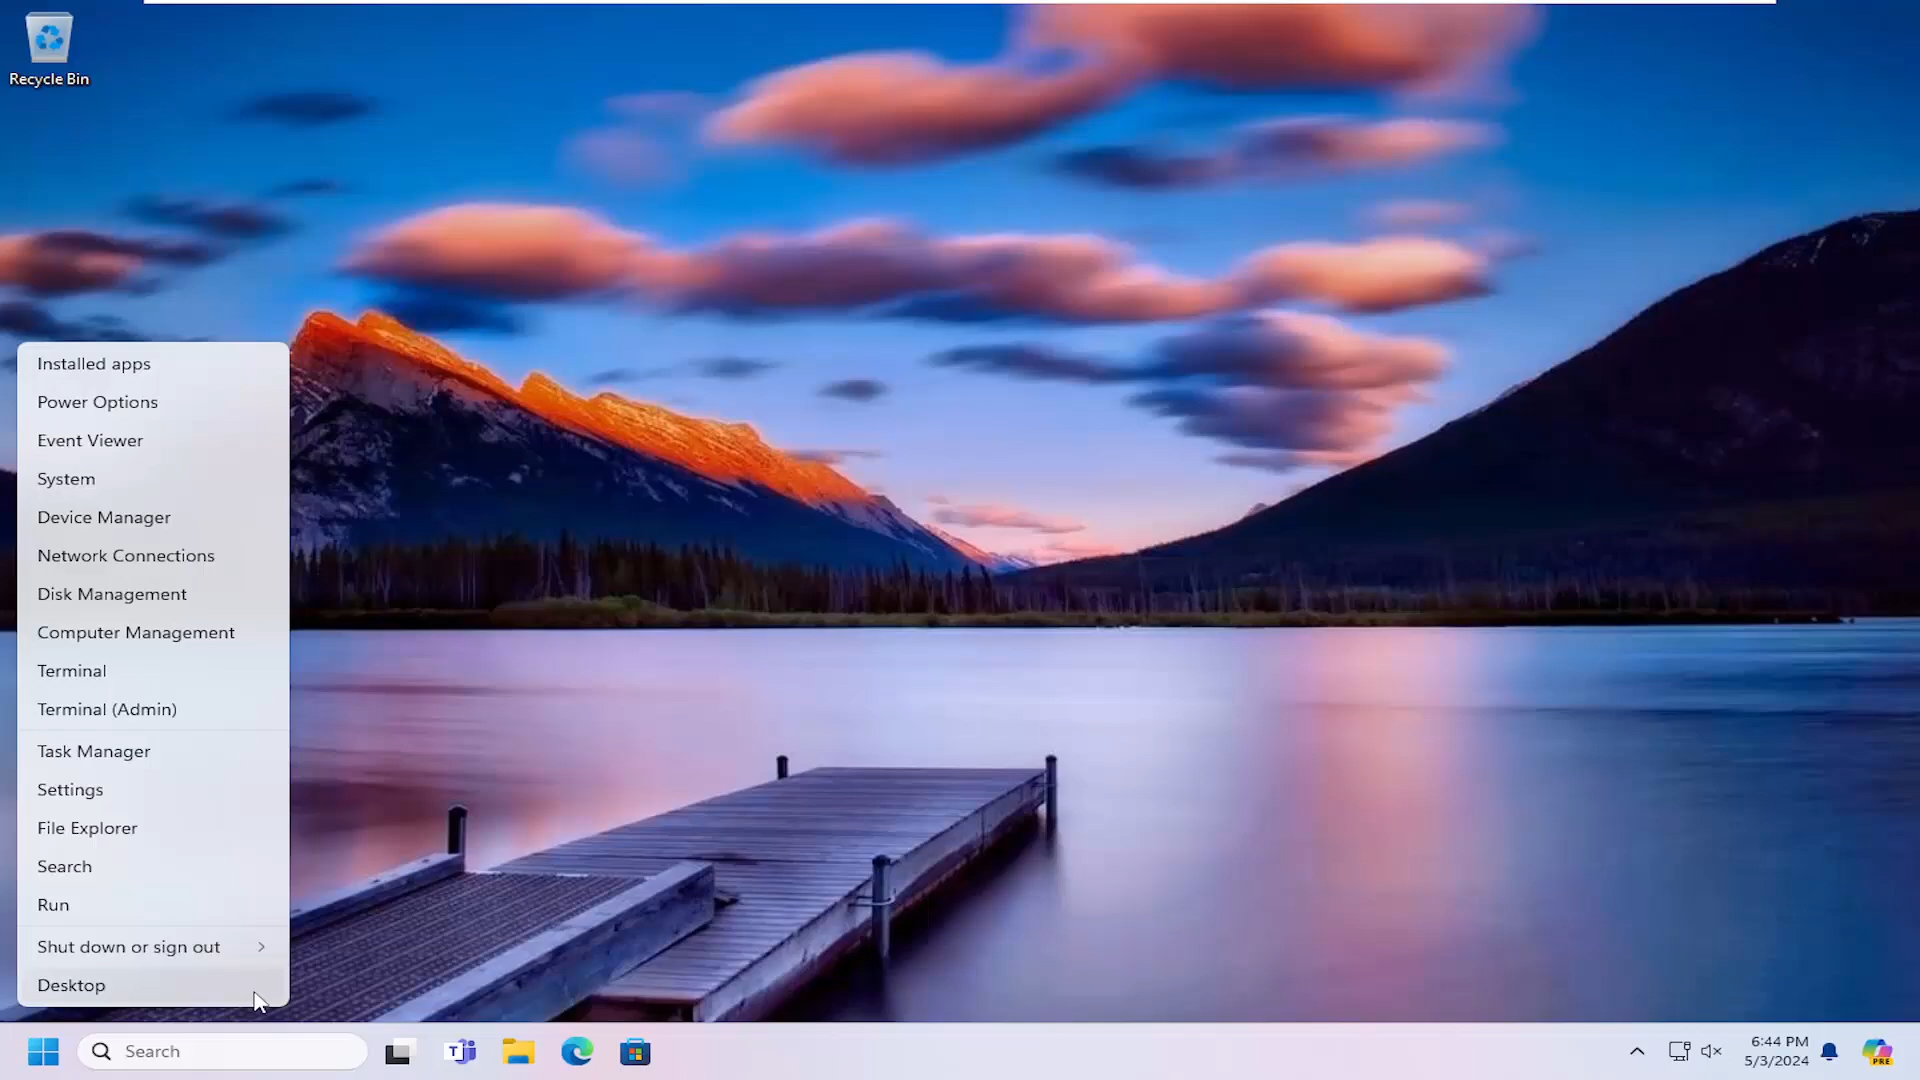 Recycle Bin
Installed apps
Power Options
Event Viewer
System
Device Manager
Network Connections
Disk Management
Computer Management
Terminal
Terminal (Admin)
Task Manager
Settings
File Explorer
Search
Run
Shut down or sign out
Desktop
Search
T
6:44 PM
5/3/2024
PRE